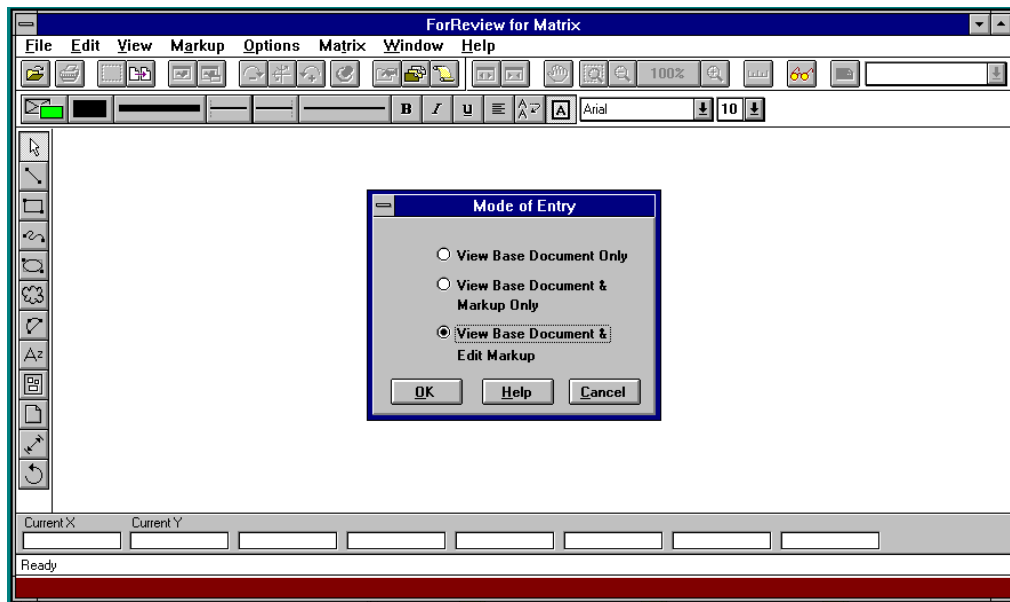 ForReview for Matrix
File Edit View Markup Options Matrix Window Help
100%
B I U A A A Arial 10
Mode of Entry
View Base Document Only
View Base Document &
Markup Only
View Base Document &
Edit Markup
OK Help Cancel
Az
Current X Current Y
Ready